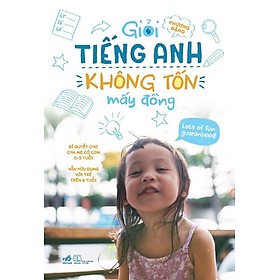 PHƯƠNG ĐẶNG
Giỏi
TIẾNG ANH
KHÔNG TỐN
mấy đồng
Lots of fun
guaranteed!
BÍ QUYẾT CHO
CHA MẸ CÓ CON
0-5 TUỔI
VẪN HỮU DỤNG
VỚI TRẺ
TRÊN 6 TUỔI